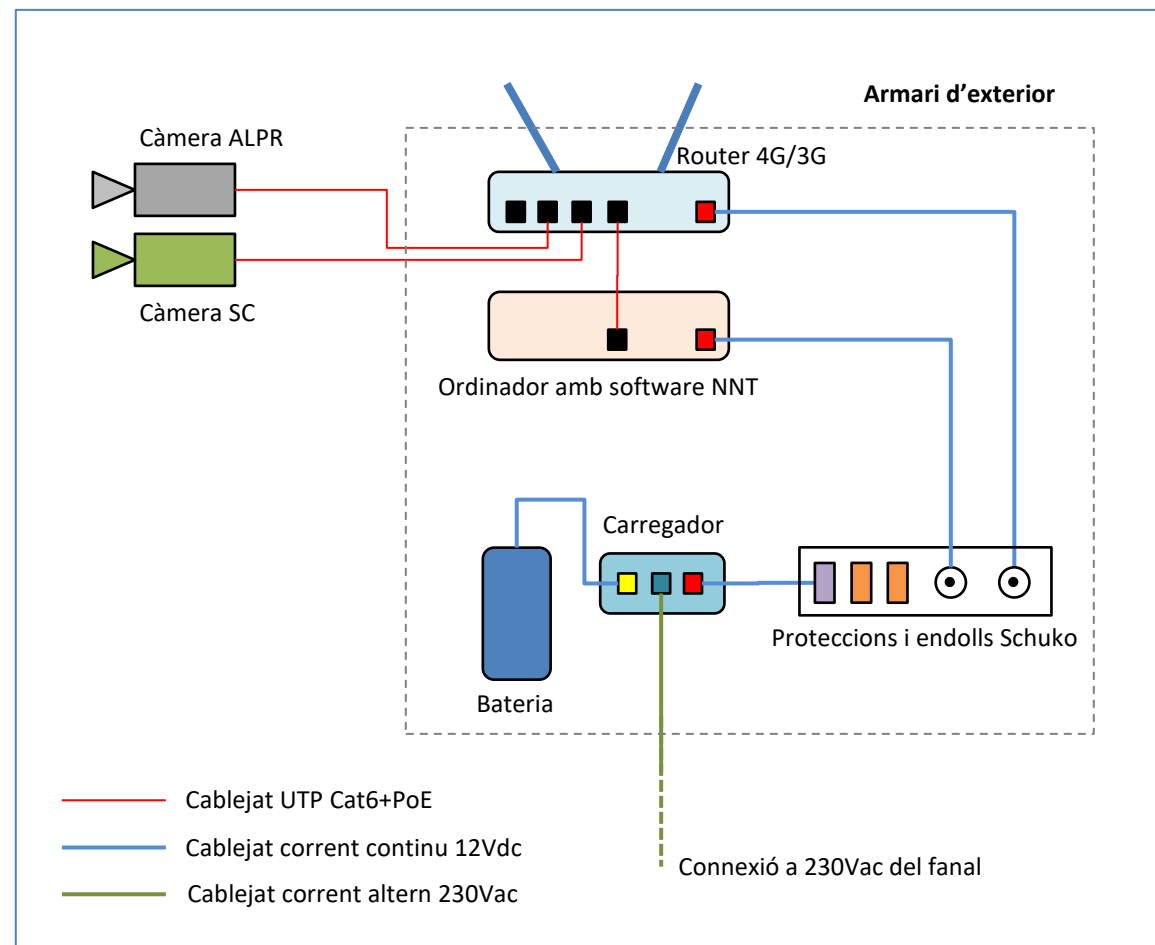 Armari d’exterior
Càmera ALPR
Router 4G/3G
Càmera SC
Ordinador amb software NNT
Carregador
Proteccions i endolls Schuko
Bateria
Cablejat UTP Cat6+PoE
Cablejat corrent continu 12Vdc
Connexió a 230Vac del fanal
Cablejat corrent altern 230Vac